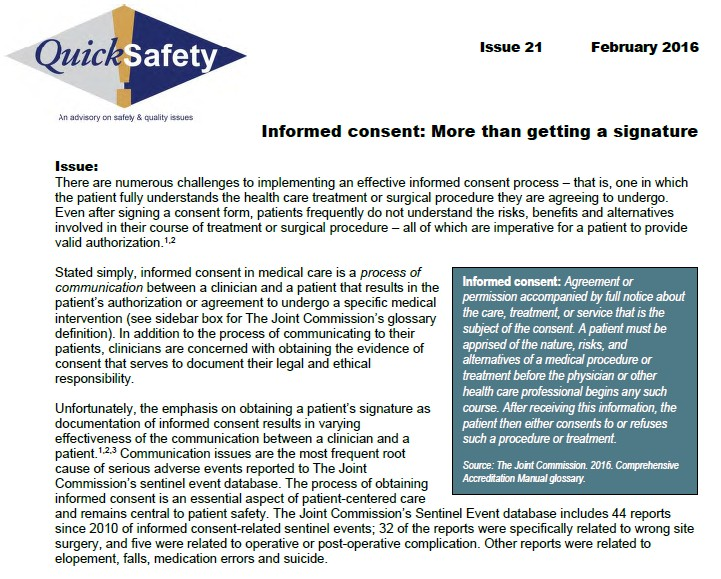 QuickSafety
An advisory on safety & quality issues
Issue 21 February 2016
Informed consent: More than getting a signature
Issue:
There are numerous challenges to implementing an effective informed consent process – that is, one in which
the patient fully understands the health care treatment or surgical procedure they are agreeing to undergo.
Even after signing a consent form, patients frequently do not understand the risks, benefits and alternatives
involved in their course of treatment or surgical procedure – all of which are imperative for a patient to provide
valid authorization.1,2
Stated simply, informed consent in medical care is a process of
communication between a clinician and a patient that results in the
patient's authorization or agreement to undergo a specific medical
intervention (see sidebar box for The Joint Commission's glossary
definition). In addition to the process of communicating to their
patients, clinicians are concerned with obtaining the evidence of
consent that serves to document their legal and ethical
responsibility.
Unfortunately, the emphasis on obtaining a patient's signature as
documentation of informed consent results in varying
effectiveness of the communication between a clinician and a
patient.1,2,3 Communication issues are the most frequent root
cause of serious adverse events reported to The Joint
Commission's sentinel event database. The process of obtaining
informed consent is an essential aspect of patient-centered care
and remains central to patient safety. The Joint Commission's Sentinel Event database includes 44 reports
since 2010 of informed consent-related sentinel events; 32 of the reports were specifically related to wrong site
surgery, and five were related to operative or post-operative complication. Other reports were related to
elopement, falls, medication errors and suicide.
Informed consent: Agreement or
permission accompanied by full notice about
the care, treatment, or service that is the
subject of the consent. A patient must be
apprised of the nature, risks, and
alternatives of a medical procedure or
treatment before the physician or other
health care professional begins any such
course. After receiving this information, the
patient then either consents to or refuses
such a procedure or treatment.
Source: The Joint Commission. 2016. Comprehensive
Accreditation Manual glossary.